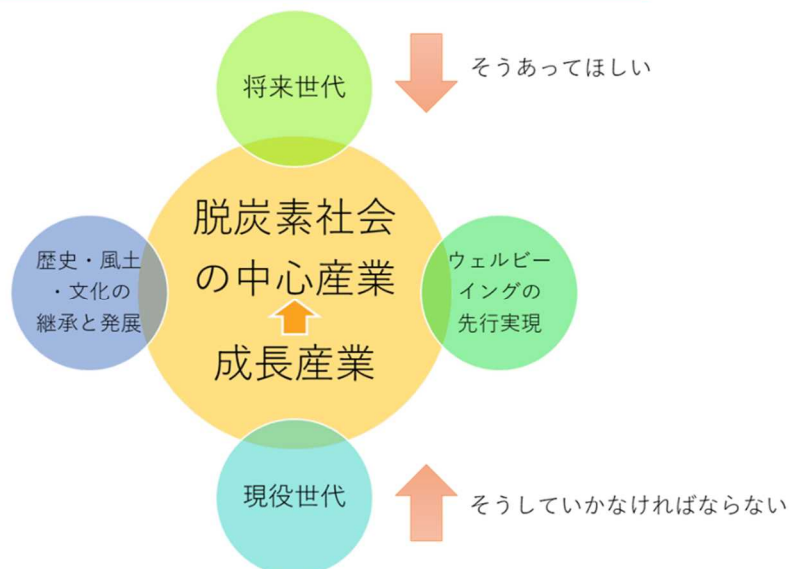 将来世代
そうあってほしい
脱炭素社会
の中心産業
成長産業
歴史・風土
・文化の
継承と発展
ウェルビー
イングの
先行実現
現役世代
そうしていかなければならない